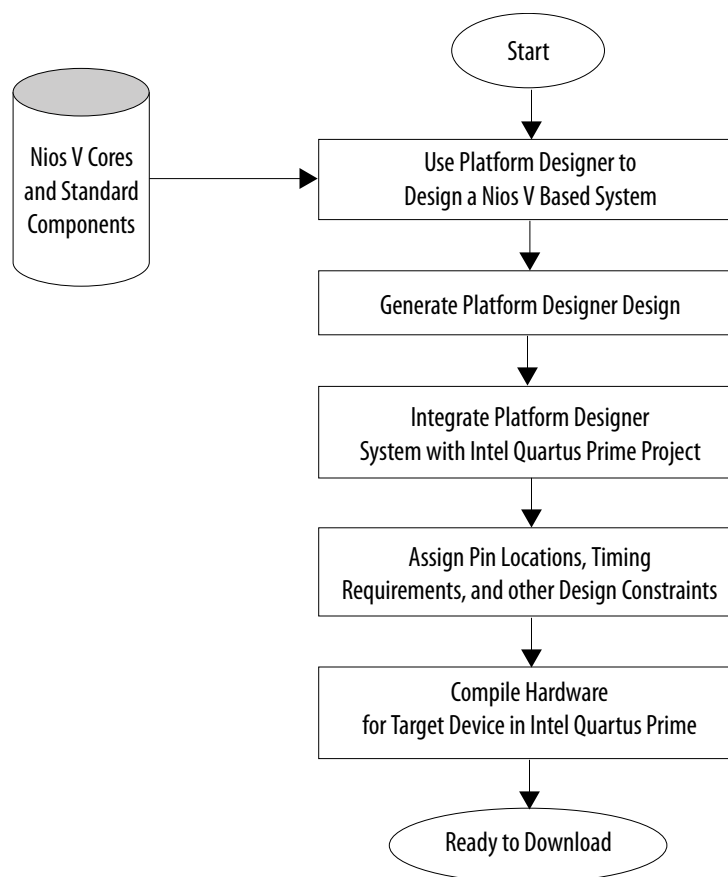 Start
Nios V Cores
and Standard
Components
Use Platform Designer to
Design a Nios V Based System
Generate Platform Designer Design
Integrate Platform Designer
System with Intel Quartus Prime Project
Assign Pin Locations, Timing
Requirements, and other Design Constraints
Compile Hardware
for Target Device in Intel Quartus Prime
Ready to Download